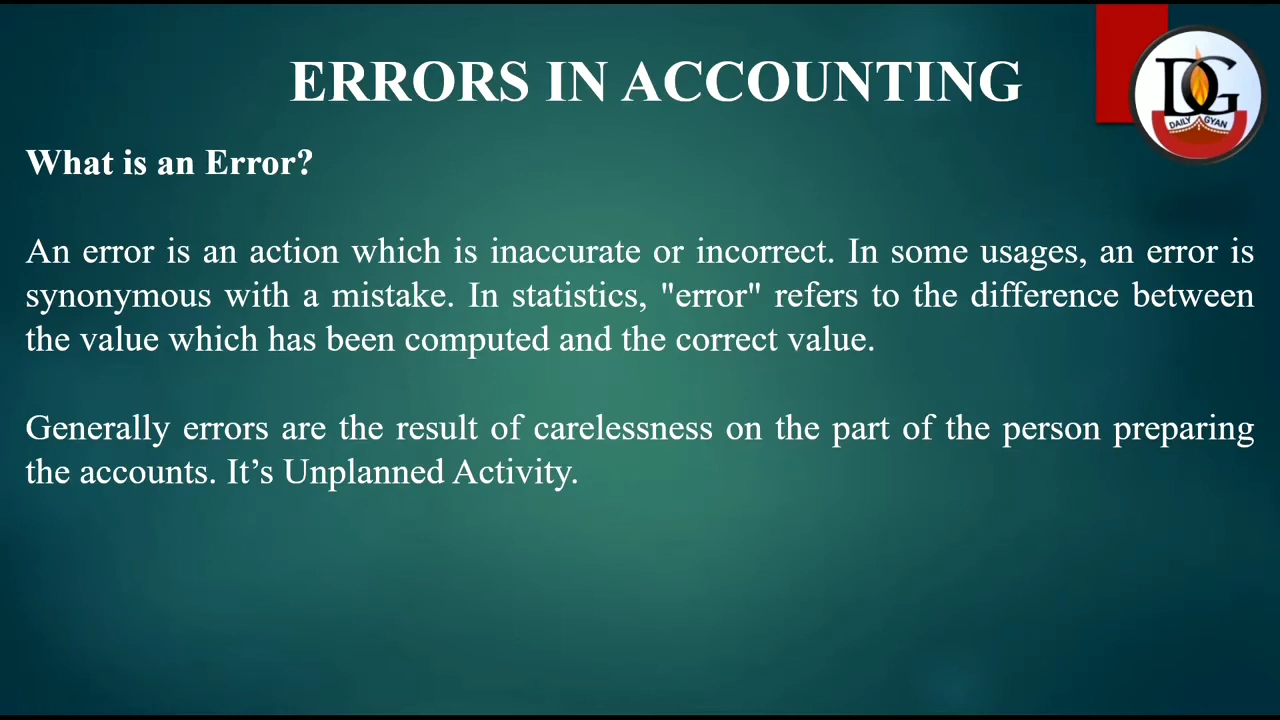 ERRORS IN ACCOUNTING
DG
DAILY GYAN
What is an Error?
An error is an action which is inaccurate or incorrect. In some usages, an error is
synonymous with a mistake. In statistics, "error" refers to the difference between
the value which has been computed and the correct value.
Generally errors are the result of carelessness on the part of the person preparing
the accounts. It’s Unplanned Activity.